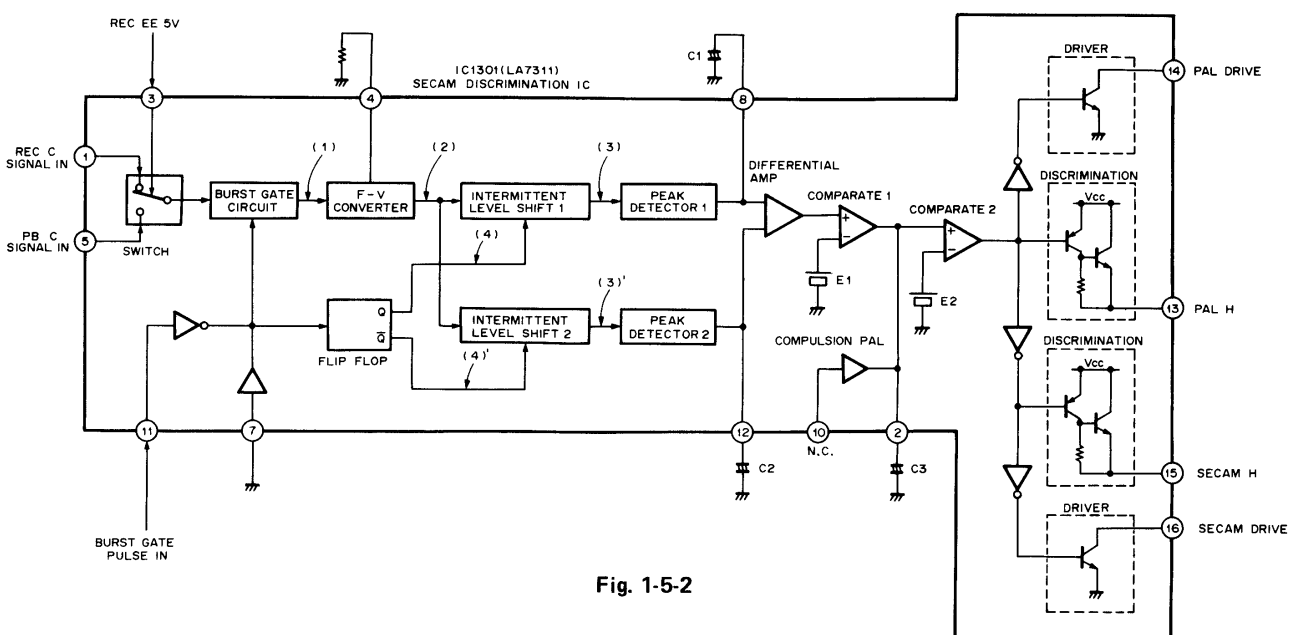 REC EE 5V
IC1301(LA7311)
SECAM DISCRIMINATION IC
C1
3
4
8
DRIVER
14
PAL DRIVE
REC C
SIGNAL IN
1
(1)
(2)
(3)
DIFFERENTIAL
AMP
DISCRIMINATION
BURST GATE
CIRCUIT
F-V
CONVERTER
INTERMITTENT
LEVEL SHIFT 1
PEAK
DETECTOR 1
COMPARATE 1
COMPARATE 2
Vcc
PB C
SIGNAL IN
5
SWITCH
(4)
+
−
+
−
E1
E2
13
PAL H
Q
Q̅
FLIP FLOP
(3)'
INTERMITTENT
LEVEL SHIFT 2
PEAK
DETECTOR 2
(4)'
COMPULSION PAL
DISCRIMINATION
Vcc
11
7
12
10
N.C.
2
C2
C3
15
SECAM H
DRIVER
16
SECAM DRIVE
BURST GATE
PULSE IN
Fig. 1-5-2